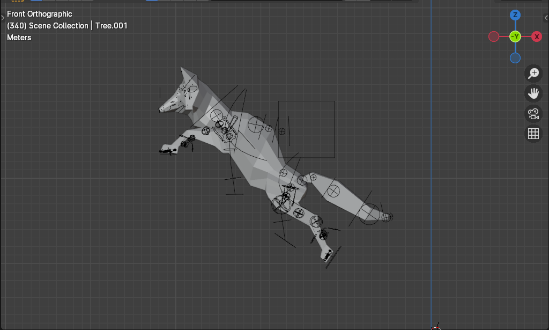 Front Orthographic
(340) Scene Collection | Tree.001
Meters
Z
-Y
X